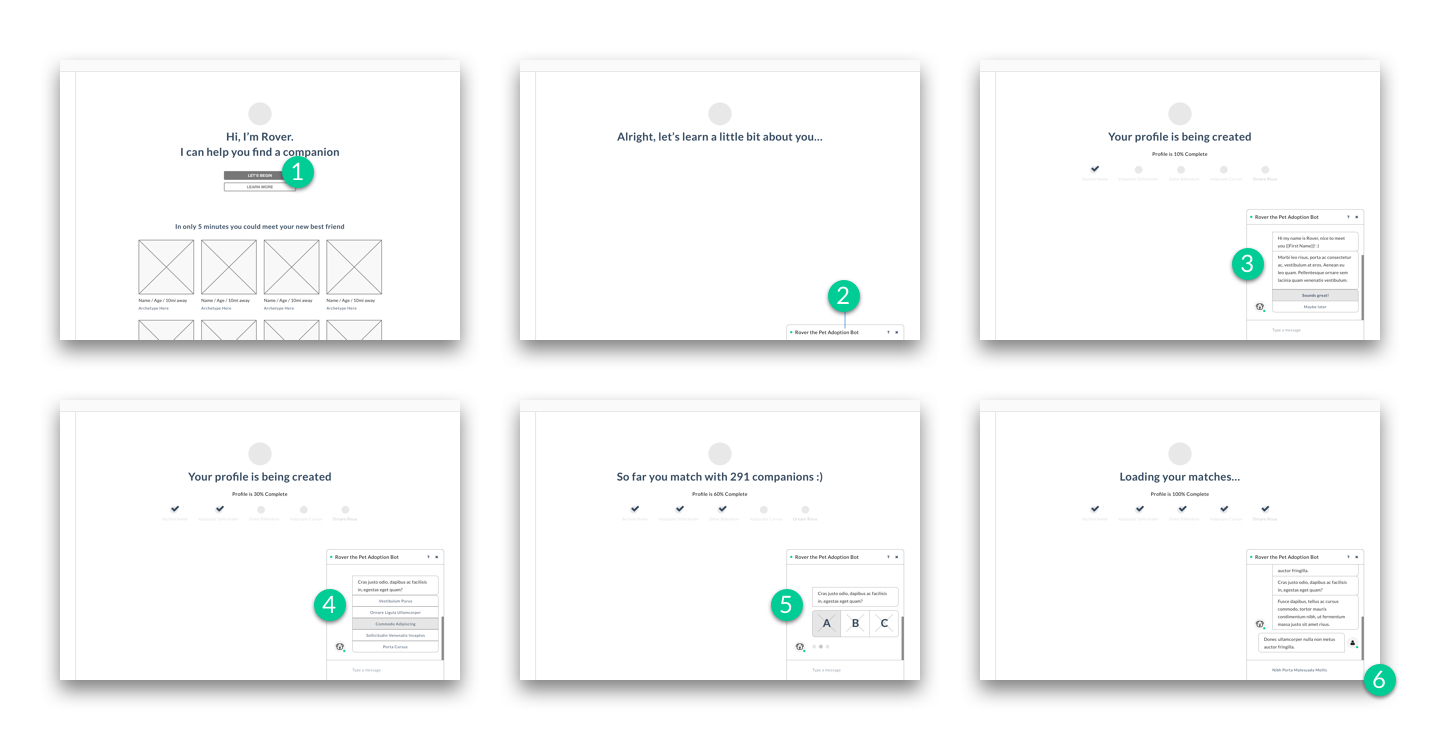 Hi, I'm Rover.
I can help you find a companion
1
LET'S BEGIN
LEARN MORE
In only 5 minutes you could meet your new best friend
Name / Age / 10mi away
Archetype Here
Name / Age / 10mi away
Archetype Here
Name / Age / 10mi away
Archetype Here
Name / Age / 10mi away
Archetype Here
Alright, let's learn a little bit about you...
2
Rover the Pet Adoption Bot
?
Your profile is being created
Profile is 10% Complete
Rover the Pet Adoption Bot
?
3
Hi my name is Rover, nice to meet
you [[First Name]]! :)
Morbi leo risus, porta ac consectetur
ac, vestibulum at eros. Aenean eu
leo quam. Pellentesque ornare sem
lacinia quam venenatis vestibulum.
Sounds great!
Maybe later
Type a message
Your profile is being created
Profile is 30% Complete
Rover the Pet Adoption Bot
?
4
Cras justo odio, dapibus ac facilisis
in, egestas eget quam?
Vestibulum Purus
Ornare Ligula Ullamcorper
Commodo Adipiscing
Sollicitudin Venenatis Inceptos
Porta Cursus
Type a message
So far you match with 291 companions :)
Profile is 60% Complete
Rover the Pet Adoption Bot
?
5
Cras justo odio, dapibus ac facilisis
in, egestas eget quam?
A B C
Type a message
Loading your matches...
Profile is 100% Complete
Rover the Pet Adoption Bot
?
auctor fringilla.
Cras justo odio, dapibus ac facilisis
in, egestas eget quam?
Fusce dapibus, tellus ac cursus
commodo, tortor mauris
condimentum nibh, ut fermentum
massa justo sit amet risus.
Donec ullamcorper nulla non metus
auctor fringilla.
Nibh Porta Malesuada Mollis
6